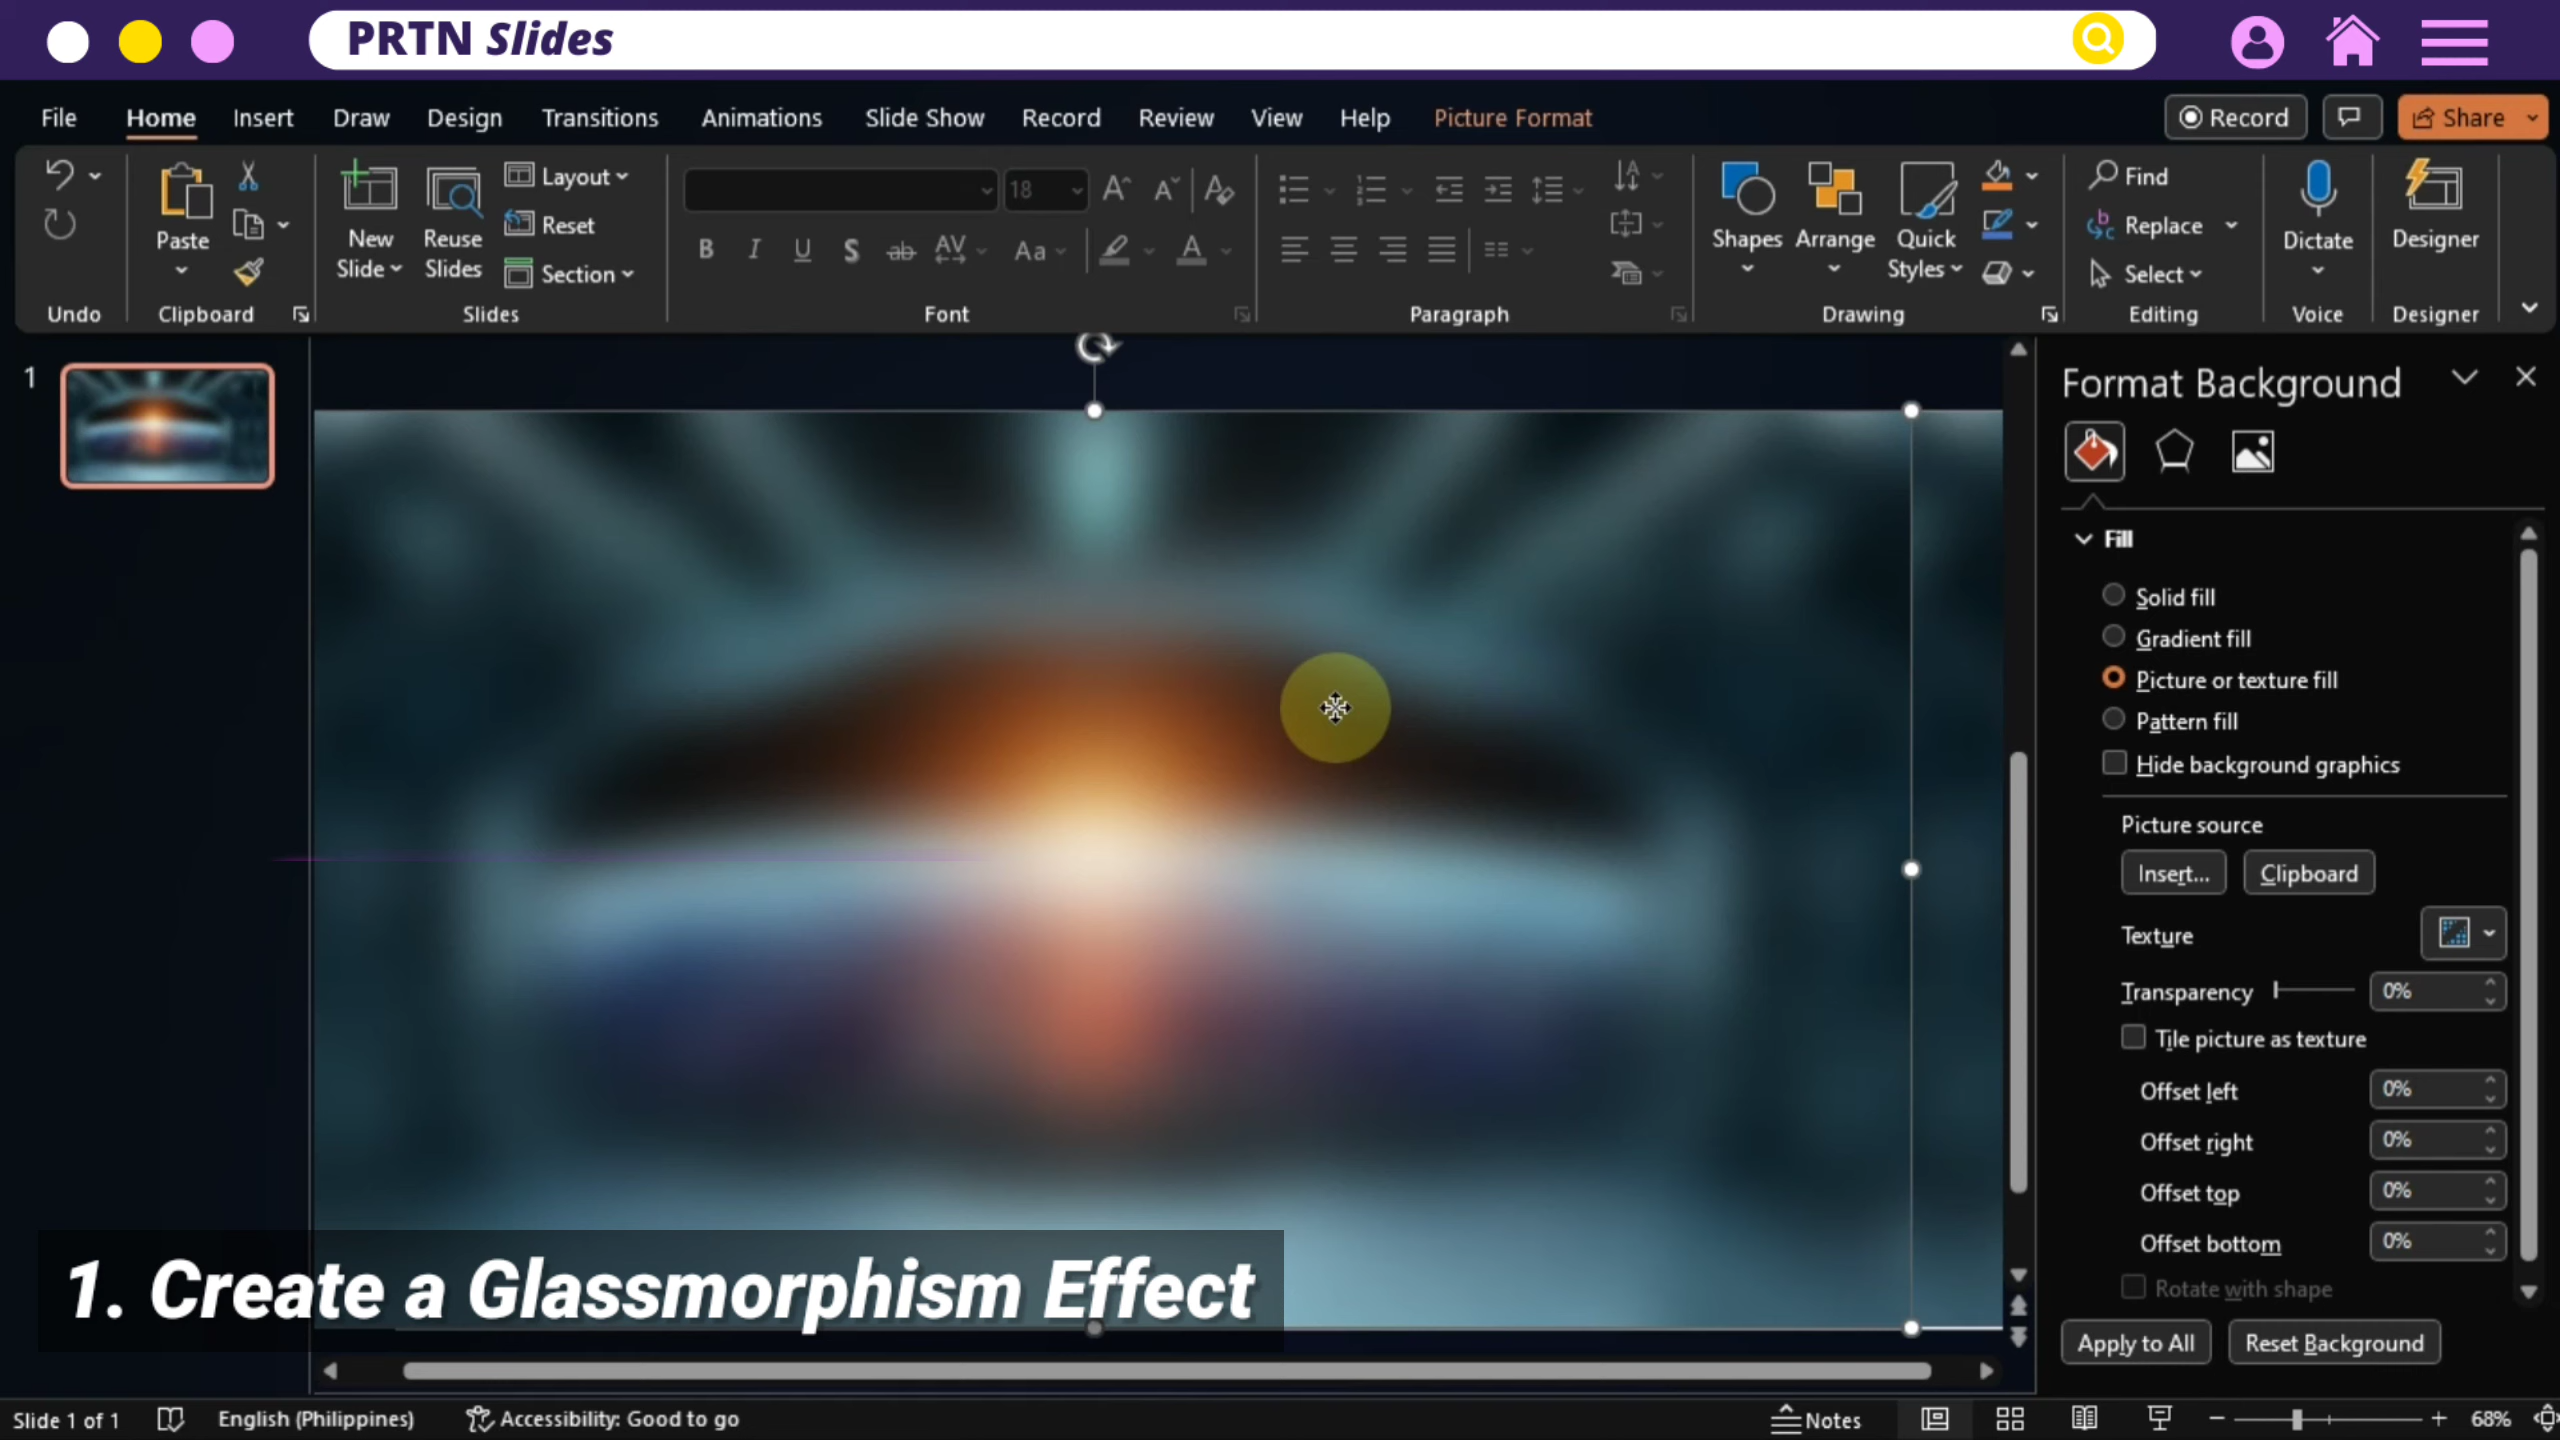 PRTN Slides
File Home Insert Draw Design Transitions Animations Slide Show Record Review View Help Picture Format Record Share
Paste
New Slide
Reuse Slides
Layout
Reset
Section
18
B I U S ab AV Aa A
Shapes
Arrange
Quick Styles
Find
Replace
Select
Dictate
Designer
Undo Clipboard Slides Font Paragraph Drawing Editing Voice Designer
1
Format Background
Fill
Solid fill
Gradient fill
Picture or texture fill
Pattern fill
Hide background graphics
Picture source
Insert... Clipboard
Texture
Transparency 0%
Tile picture as texture
Offset left 0%
Offset right 0%
Offset top 0%
Offset bottom 0%
Rotate with shape
Apply to All Reset Background
1. Create a Glassmorphism Effect
Slide 1 of 1 English (Philippines) Accessibility: Good to go Notes 68%